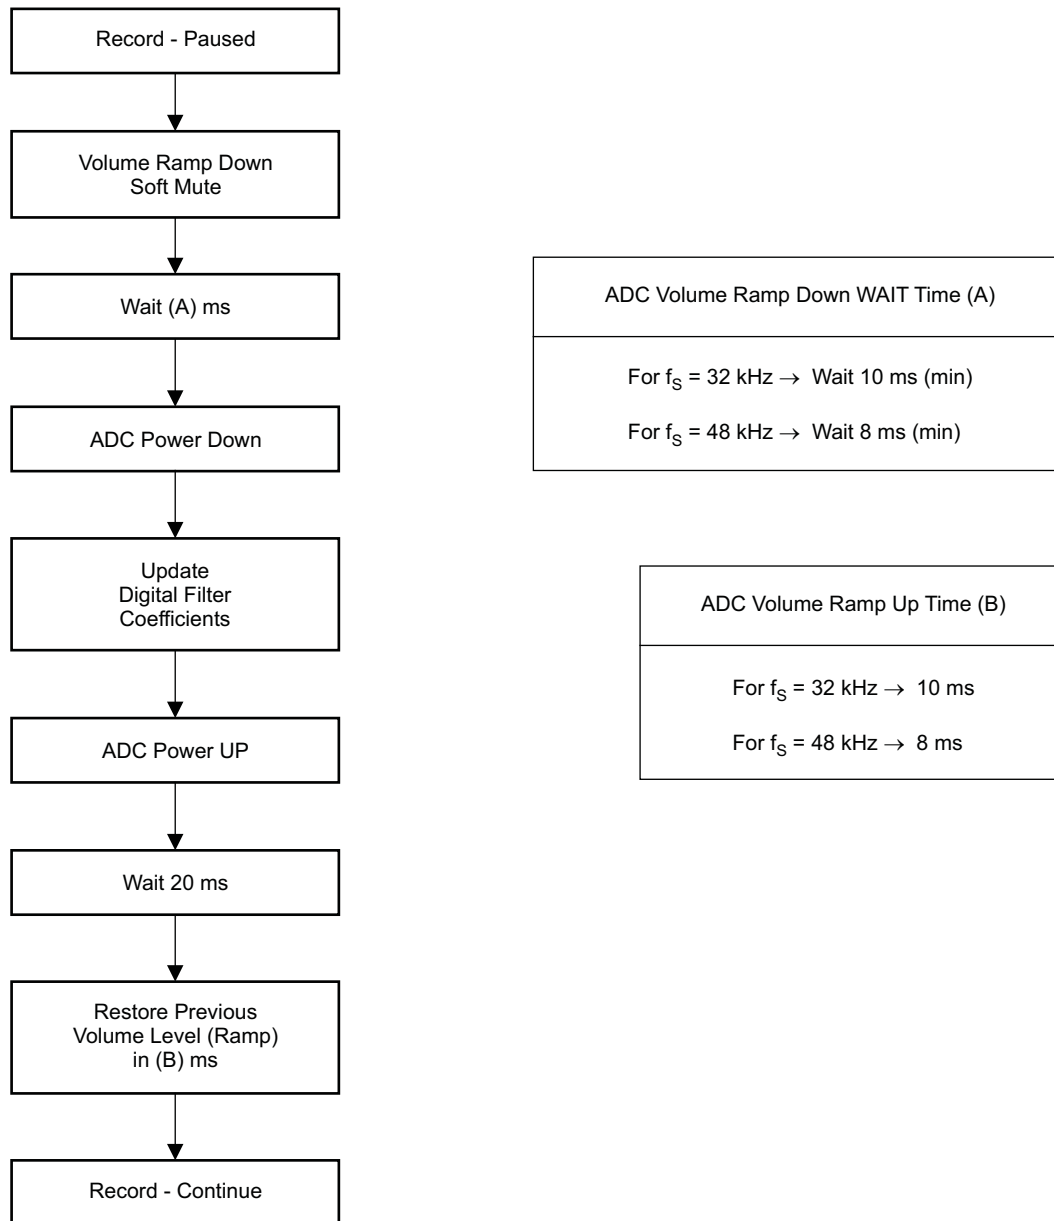 Record - Paused
Volume Ramp Down
Soft Mute
Wait (A) ms
ADC Power Down
Update
Digital Filter
Coefficients
ADC Power UP
Wait 20 ms
Restore Previous
Volume Level (Ramp)
in (B) ms
Record - Continue
ADC Volume Ramp Down WAIT Time (A)
For fS = 32 kHz → Wait 10 ms (min)
For fS = 48 kHz → Wait 8 ms (min)
ADC Volume Ramp Up Time (B)
For fS = 32 kHz → 10 ms
For fS = 48 kHz → 8 ms